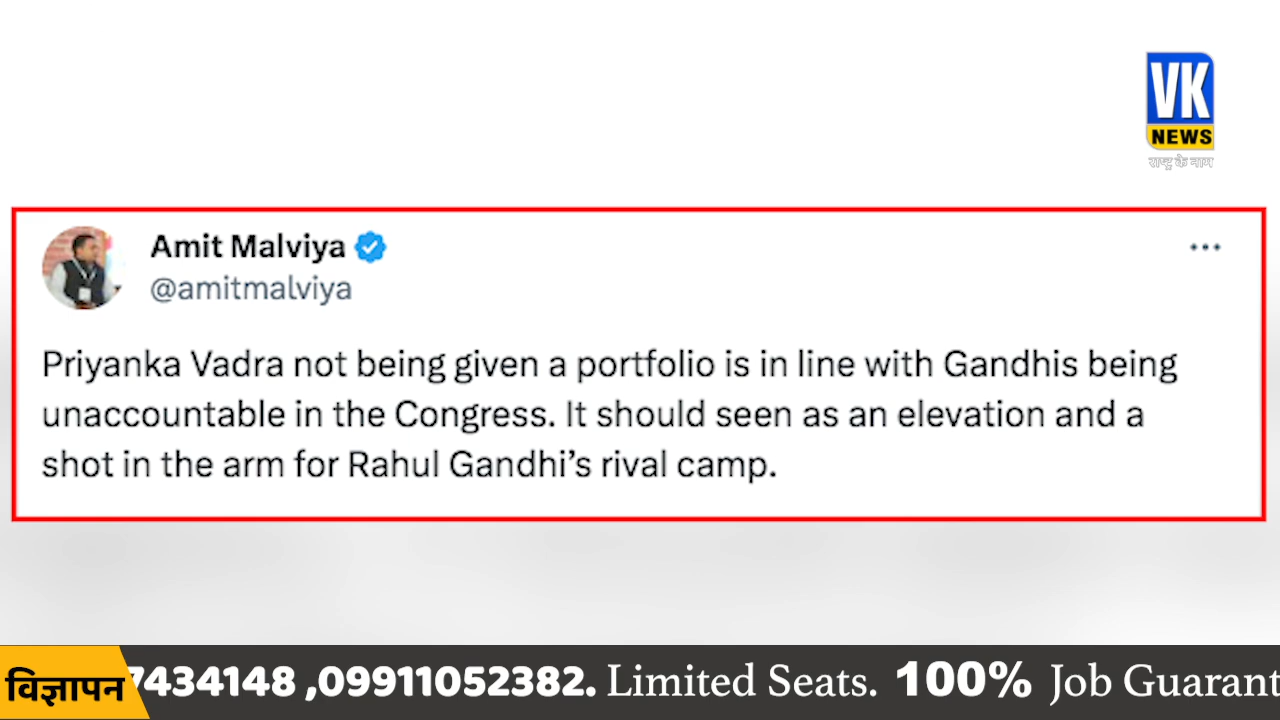 VK
NEWS
राष्ट्र के नाम
Amit Malviya
@amitmalviya
Priyanka Vadra not being given a portfolio is in line with Gandhis being
unaccountable in the Congress. It should seen as an elevation and a
shot in the arm for Rahul Gandhi’s rival camp.
विज्ञापन 7434148 ,09911052382. Limited Seats. 100% Job Guarant